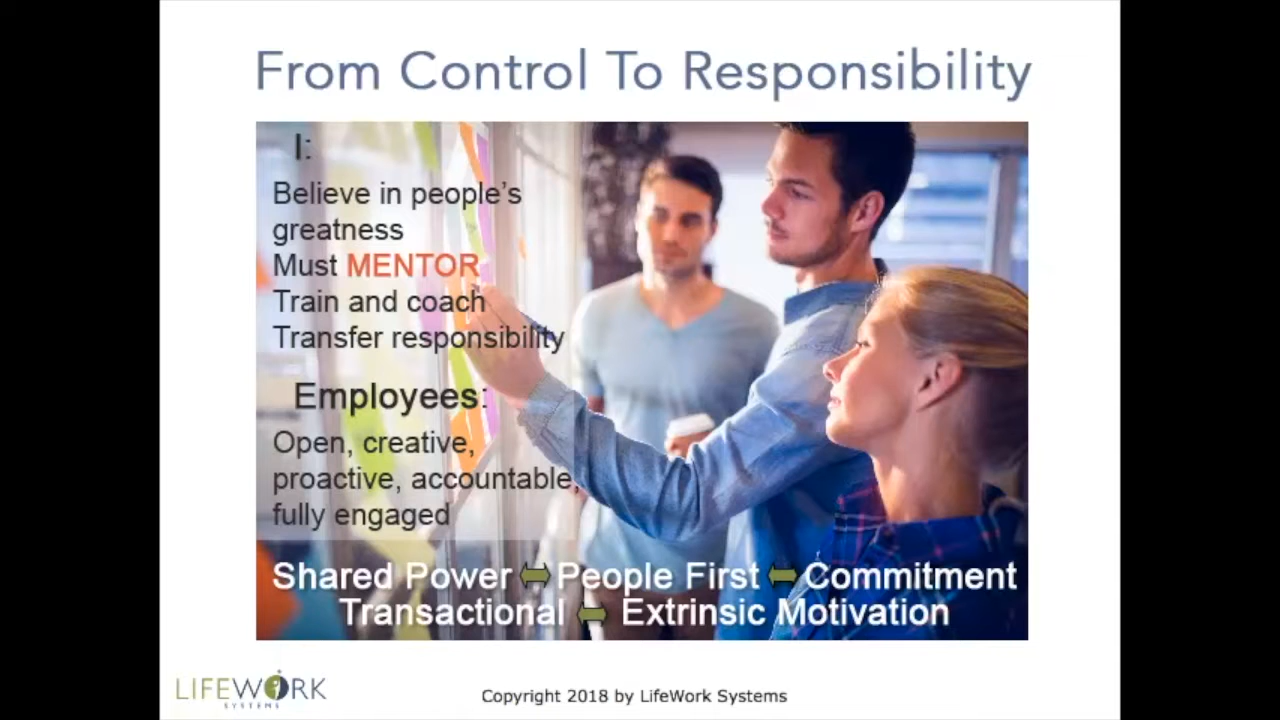 From Control To Responsibility
I:
Believe in people's
greatness
Must MENTOR
Train and coach
Transfer responsibility
Employees:
Open, creative,
proactive, accountable,
fully engaged
Shared Power People First Commitment
Transactional Extrinsic Motivation
LIFEWORK
SYSTEMS
Copyright 2018 by LifeWork Systems